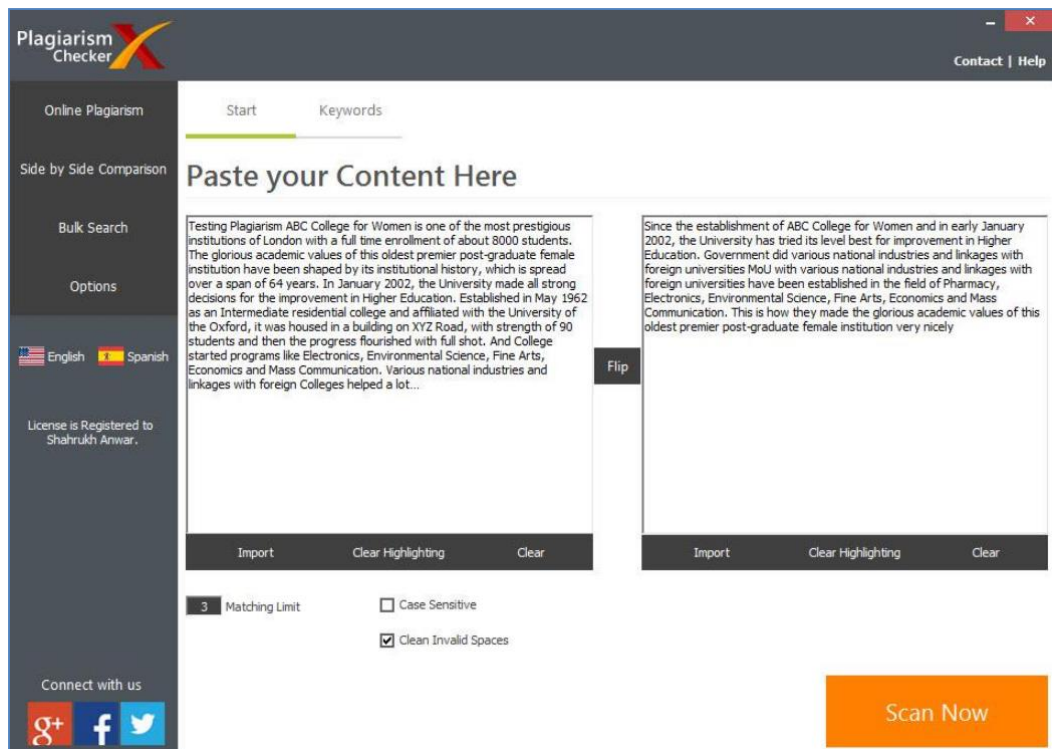 Plagiarism
Checker
Contact | Help
Online Plagiarism
Side by Side Comparison
Bulk Search
Options
English Spanish
License is Registered to
Shahrukh Anwar.
Connect with us
g+ f
Start Keywords
Paste your Content Here
Testing Plagiarism ABC College for Women is one of the most prestigious
institutions of London with a full time enrollment of about 8000 students.
The glorious academic values of this oldest premier post-graduate female
institution have been shaped by its institutional history, which is spread
over a span of 64 years. In January 2002, the University made all strong
decisions for the improvement in Higher Education. Established in May 1962
as an Intermediate residential college and affiliated with the University of
the Oxford, it was housed in a building on XYZ Road, with strength of 90
students and then the progress flourished with full shot. And College
started programs like Electronics, Environmental Science, Fine Arts,
Economics and Mass Communication. Various national industries and
linkages with foreign Colleges helped a lot...
Import Clear Highlighting Clear
Flip
Since the establishment of ABC College for Women and in early January
2002, the University has tried its level best for improvement in Higher
Education. Government did various national industries and linkages with
foreign universities MoU with various national industries and linkages with
foreign universities have been established in the field of Pharmacy,
Electronics, Environmental Science, Fine Arts, Economics and Mass
Communication. This is how they made the glorious academic values of this
oldest premier post-graduate female institution very nicely
Import Clear Highlighting Clear
3 Matching Limit
Case Sensitive
Clean Invalid Spaces
Scan Now